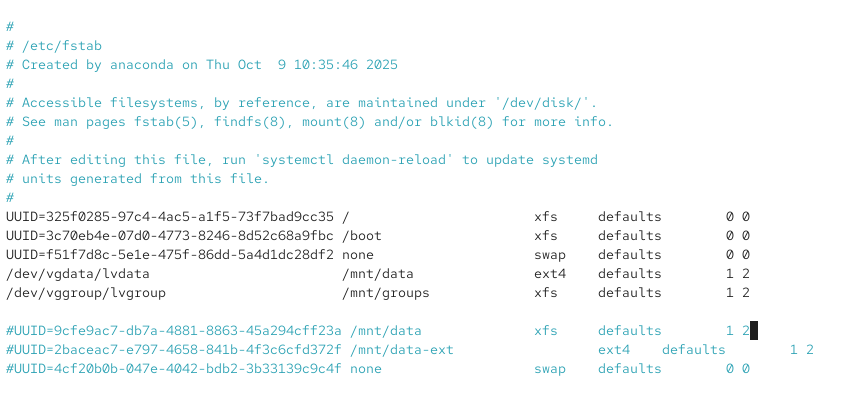 #
# /etc/fstab
# Created by anaconda on Thu Oct  9 10:35:46 2025
#
# Accessible filesystems, by reference, are maintained under '/dev/disk/'.
# See man pages fstab(5), findfs(8), mount(8) and/or blkid(8) for more info.
#
# After editing this file, run 'systemctl daemon-reload' to update systemd
# units generated from this file.
#
UUID=325f0285-97c4-4ac5-a1f5-73f7bad9cc35 /                       xfs     defaults        0 0
UUID=3c70eb4e-07d0-4773-8246-8d52c68a9fbc /boot                   xfs     defaults        0 0
UUID=f51f7d8c-5e1e-475f-86dd-5a4d1dc28df2 none                    swap    defaults        0 0
/dev/vgdata/lvdata                        /mnt/data               ext4    defaults        1 2
/dev/vggroup/lvgroup                      /mnt/groups             xfs     defaults        1 2
#UUID=9cfe9ac7-db7a-4881-8863-45a294cff23a /mnt/data              xfs     defaults        1 2
#UUID=2baceac7-e797-4658-841b-4f3c6cfd372f /mnt/data-ext                  ext4    defaults        1 2
#UUID=4cf20b0b-047e-4042-bdb2-3b33139c9c4f none                   swap    defaults        0 0